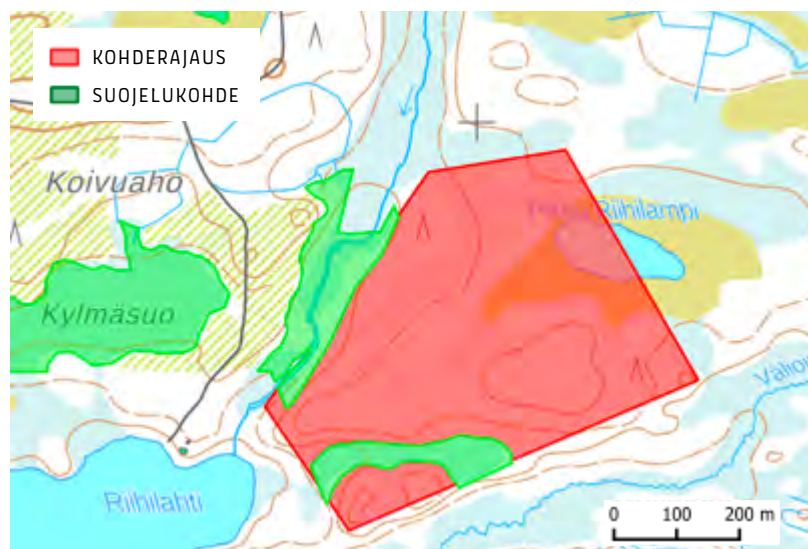 KOHDERAJAUS
SUOJELUKOHDE
Koivuaho
Riihilampi
Kylmäsuo
Riihilahti
0 100 200 m